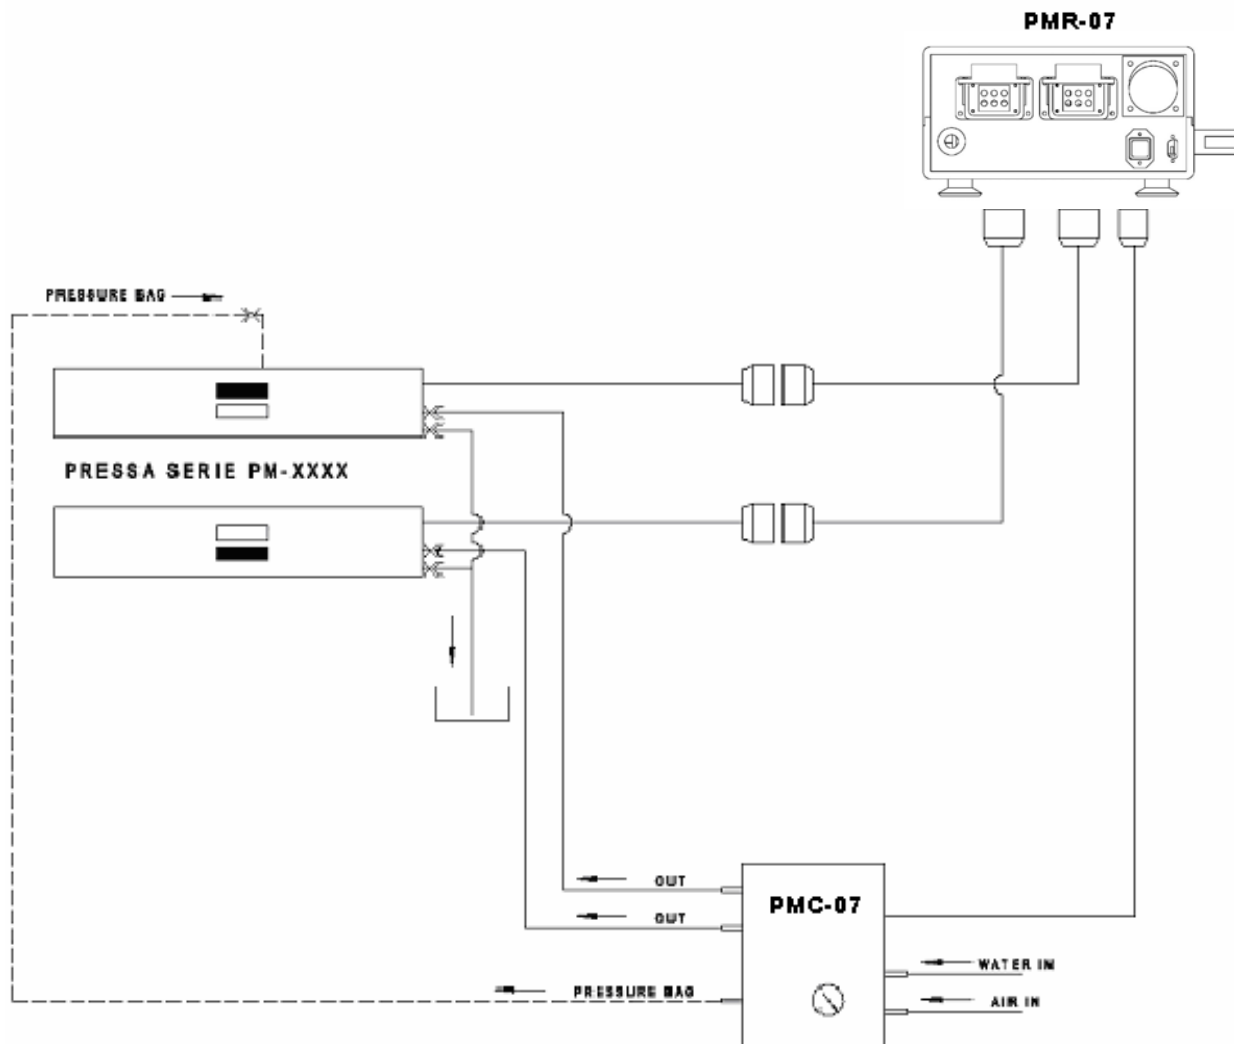 PMR-07
PRESSURE BAG
PRESSA SERIE PM-XXXX
OUT
PMC-07
OUT
WATER IN
PRESSURE BAG
AIR IN